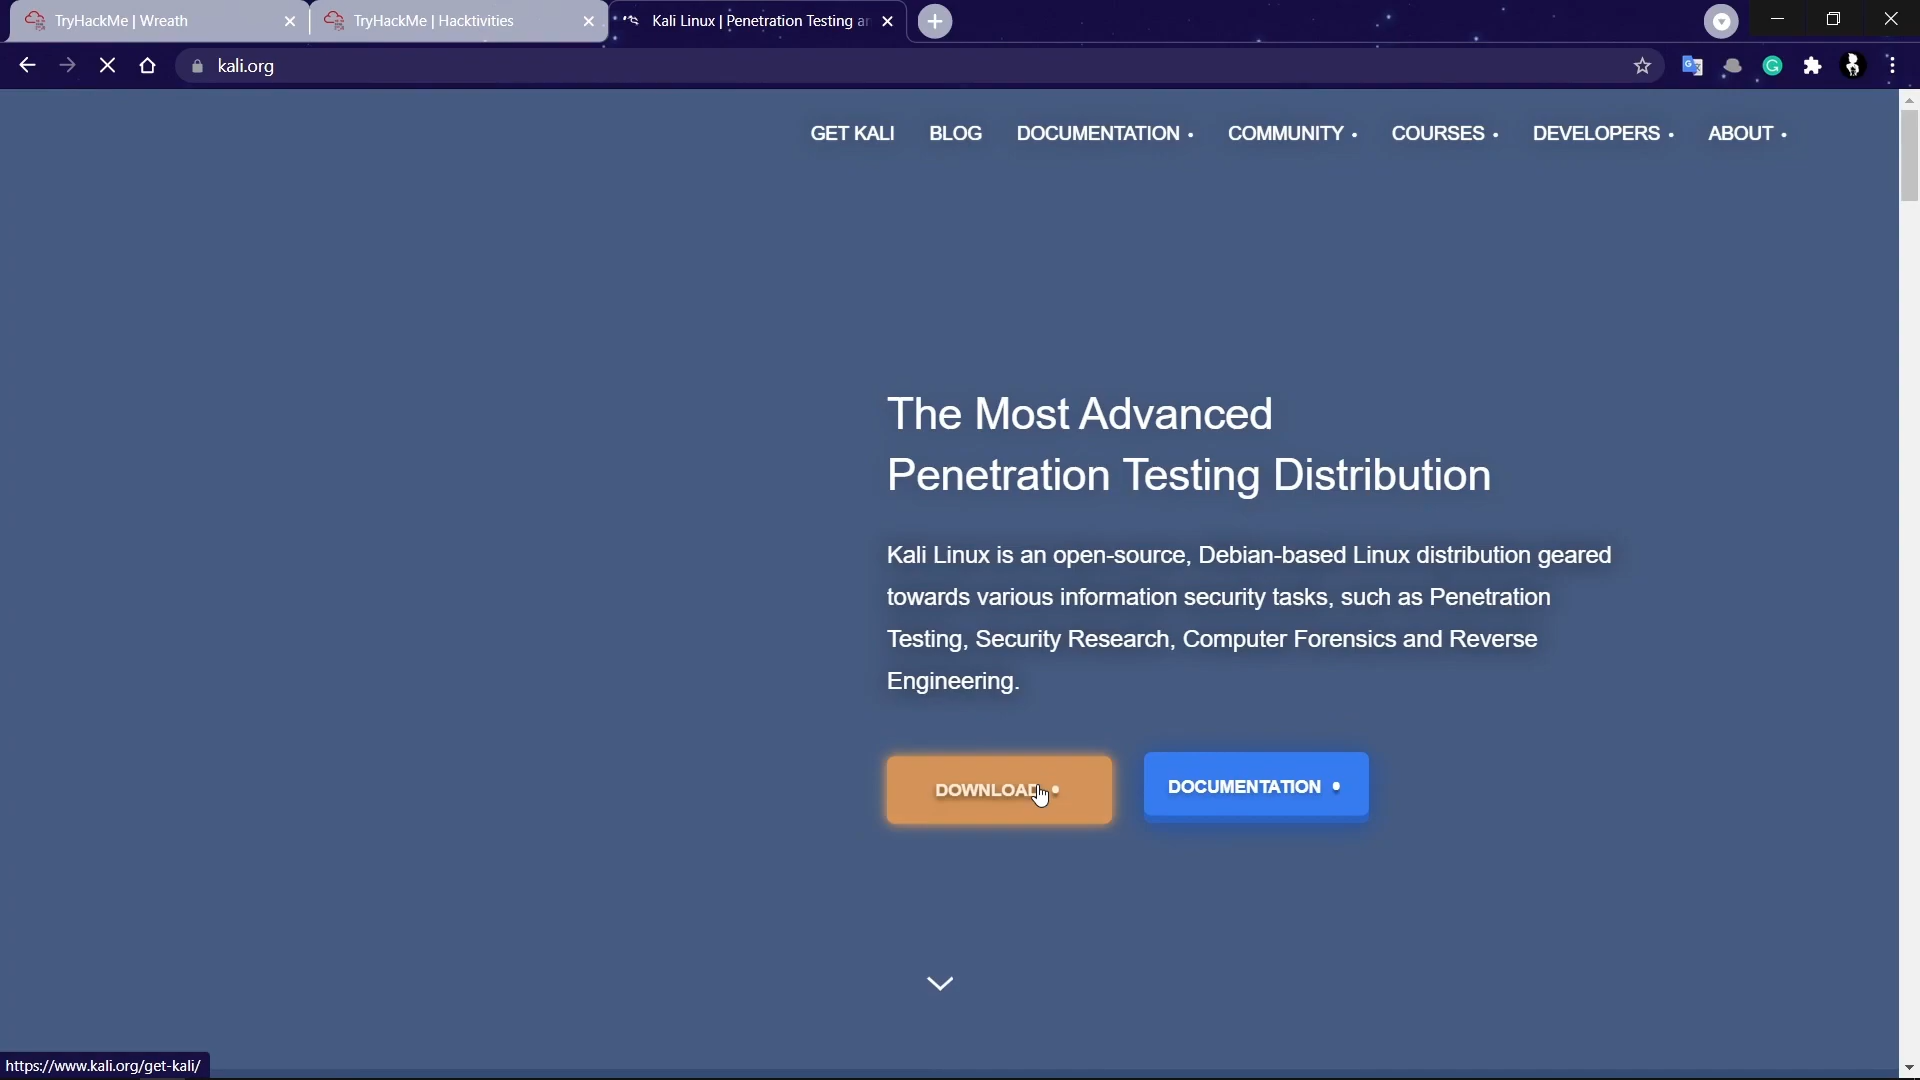 TryHackMe | Wreath
TryHackMe | Hacktivities
Kali Linux | Penetration Testing an
kali.org
GET KALI
BLOG
DOCUMENTATION
COMMUNITY
COURSES
DEVELOPERS
ABOUT
The Most Advanced
Penetration Testing Distribution
Kali Linux is an open-source, Debian-based Linux distribution geared
towards various information security tasks, such as Penetration
Testing, Security Research, Computer Forensics and Reverse
Engineering.
DOWNLOAD
DOCUMENTATION
https://www.kali.org/get-kali/